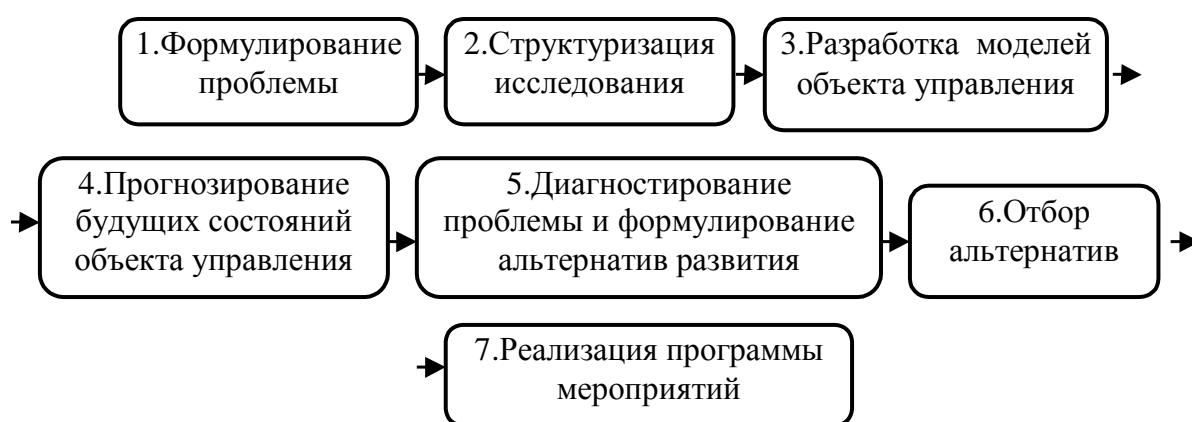 1.Формулирование
проблемы
2.Структуризация
исследования
3.Разработка моделей
объекта управления
4.Прогнозирование
будущих состояний
объекта управления
5.Диагностирование
проблемы и формулирование
альтернатив развития
6.Отбор
альтернатив
7.Реализация программы
мероприятий